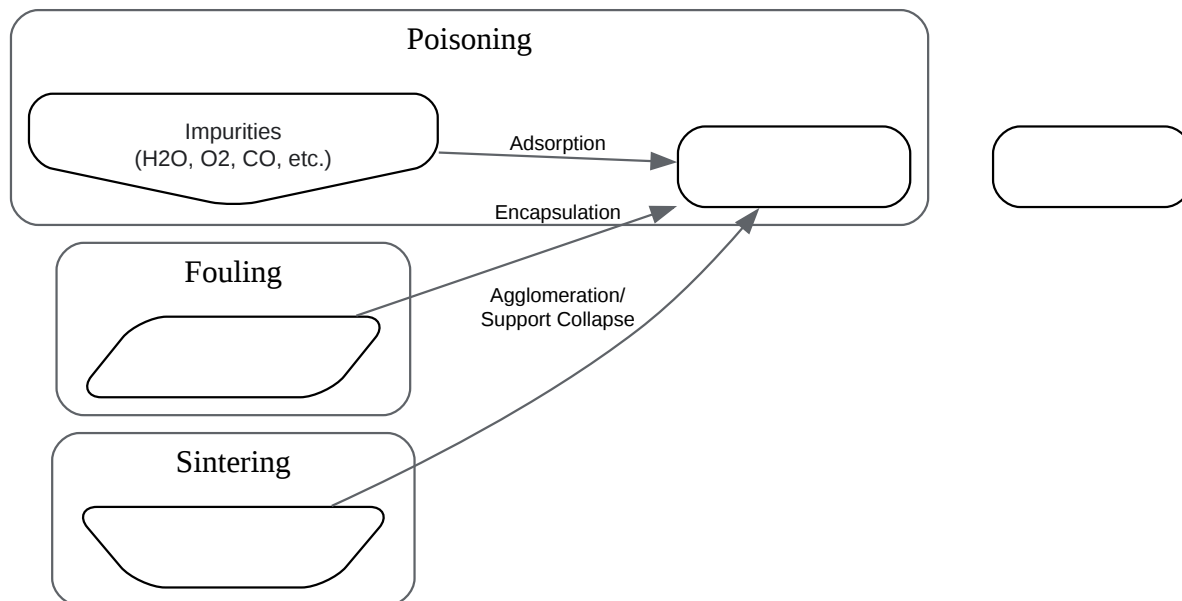 Poisoning
Impurities
(H2O, O2, CO, etc.)
Adsorption
Encapsulation
Fouling
Agglomeration/
Support Collapse
Sintering